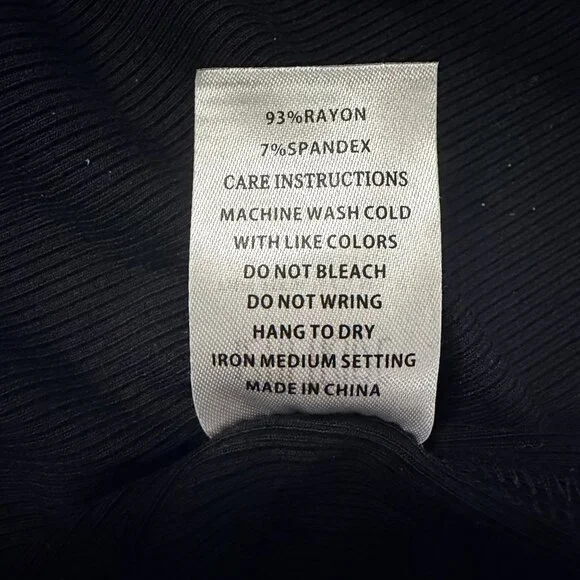 93%RAYON
7%SPANDEX
CARE INSTRUCTIONS
MACHINE WASH COLD
WITH LIKE COLORS
DO NOT BLEACH
DO NOT WRING
HANG TO DRY
IRON MEDIUM SETTING
MADE IN CHINA